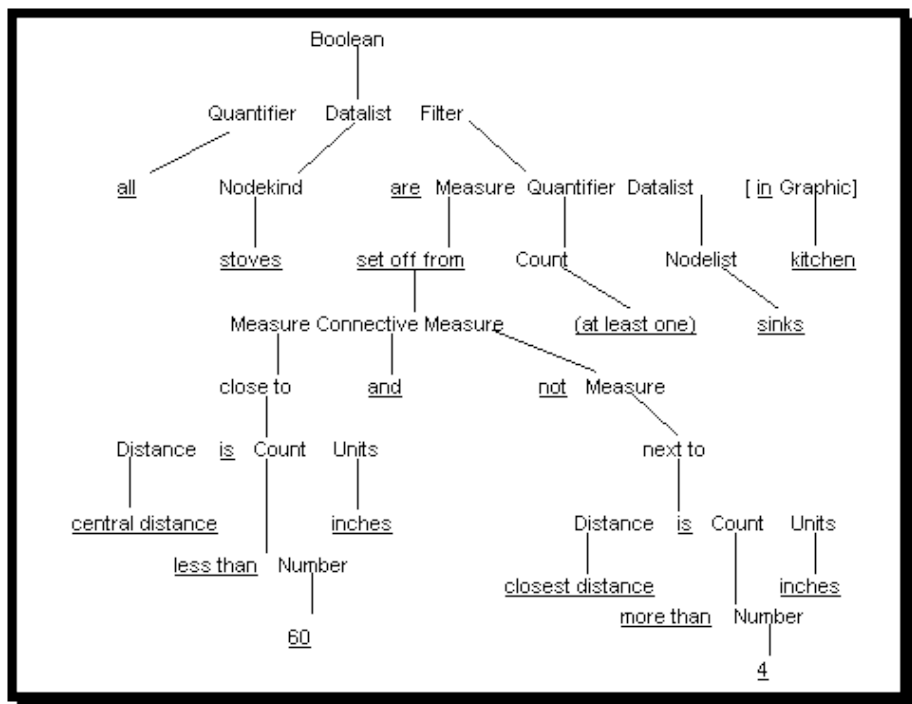 Boolean
Quantifier Datalist Filter
all Nodekind are Measure Quantifier Datalist [ in Graphic]
stoves set off from Count Nodelist kitchen
Measure Connective Measure (at least one) sinks
close to and not Measure
Distance is Count Units next to
central distance inches Distance is Count Units
less than Number closest distance inches
more than Number
60
4